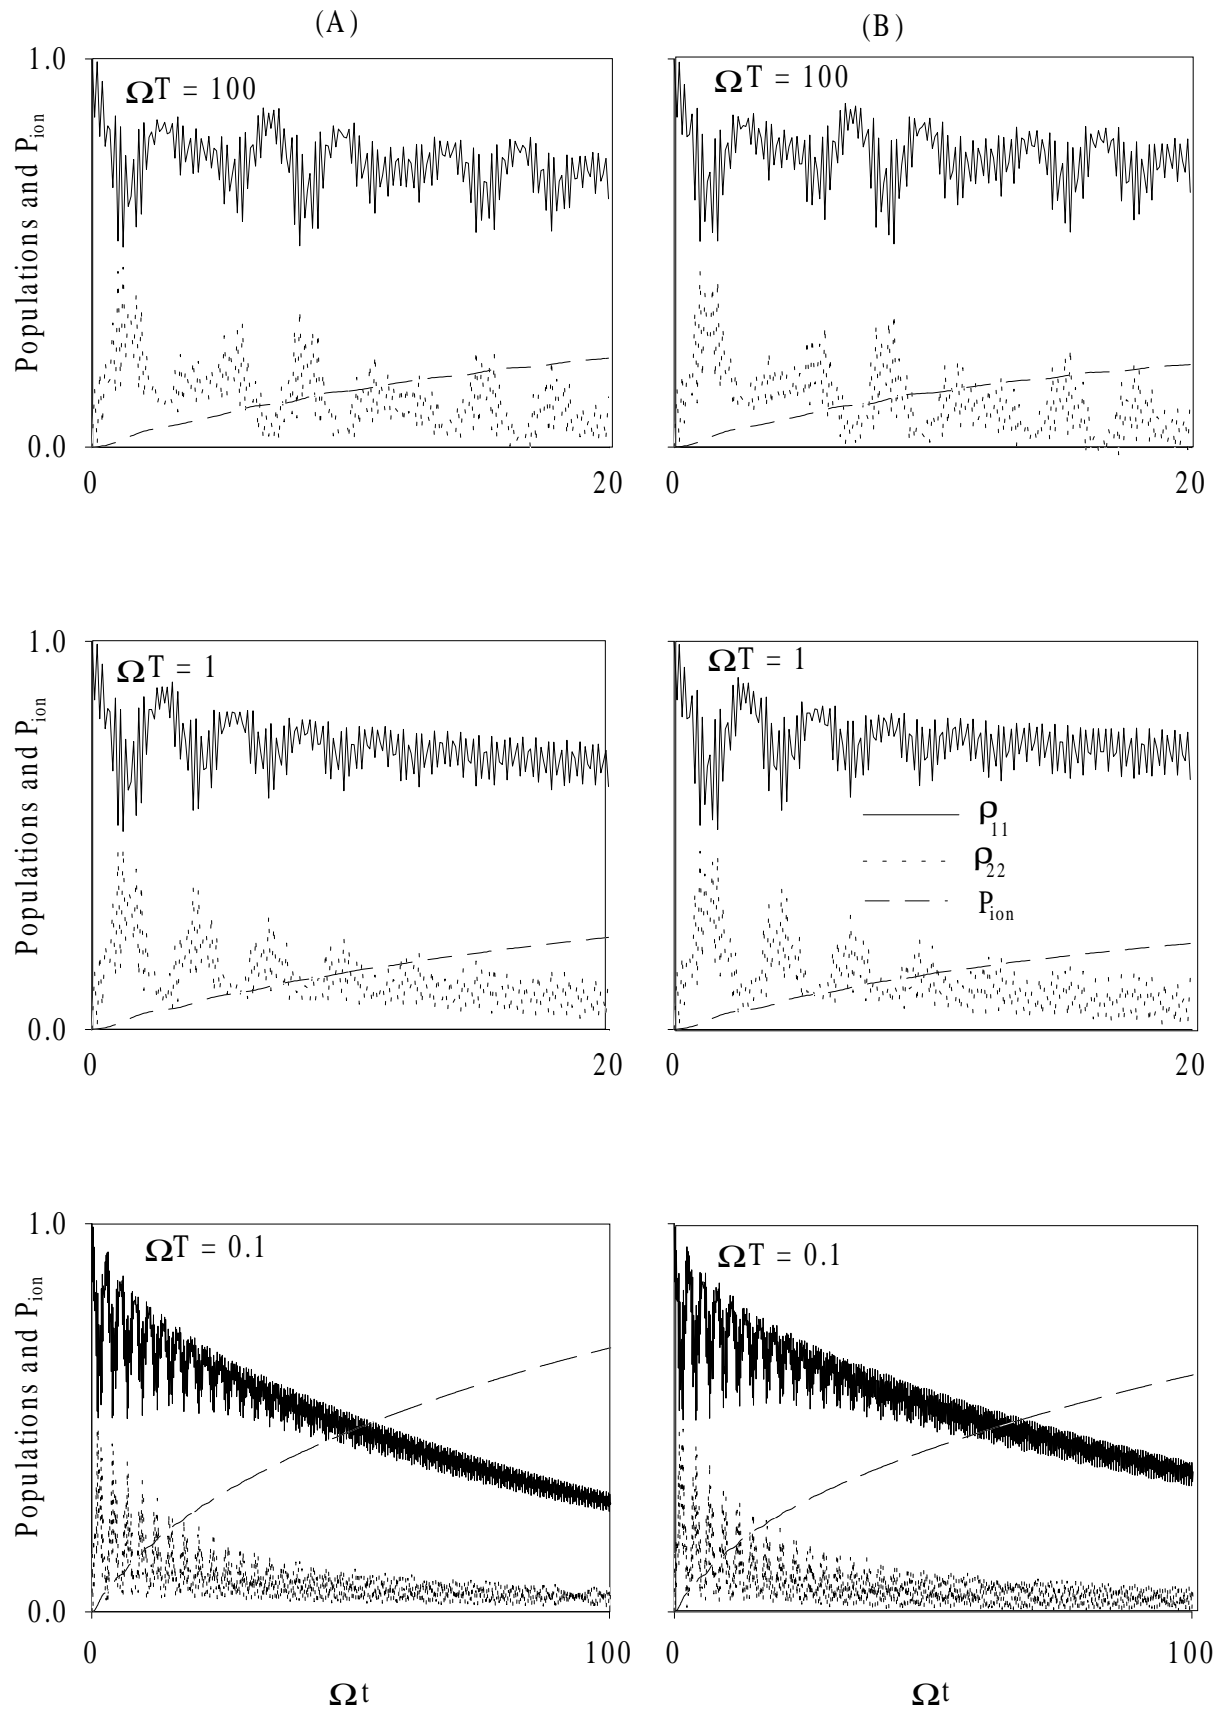 (A)
(B)
1.0
ΩT = 100
ΩT = 100
Populations and P_ion
0.0
0
20
0
20
1.0
ΩT = 1
ΩT = 1
Populations and P_ion
ρ_11
ρ_22
P_ion
0.0
0
20
0
20
1.0
ΩT = 0.1
ΩT = 0.1
Populations and P_ion
0.0
0
100
0
100
Ωt
Ωt